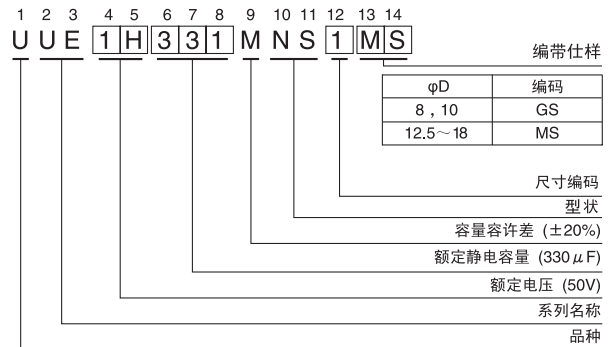 1 2 3 4 5 6 7 8 9 10 11 12 13 14
U U E 1 H 3 3 1 M N S 1 M S
编带仕样
φD 编码
8 , 10 GS
12.5～18 MS
尺寸编码
型状
容量容许差 (±20%)
额定静电容量 (330μF)
额定电压 (50V)
系列名称
品种